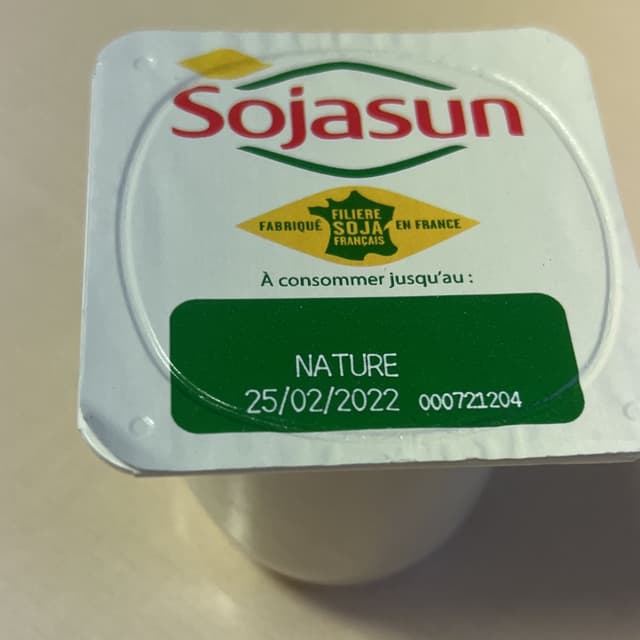 Sojasun
FABRIQUÉ FILIERE SOJA FRANÇAIS EN FRANCE
À consommer jusqu'au :
NATURE
25/02/2022 000721204